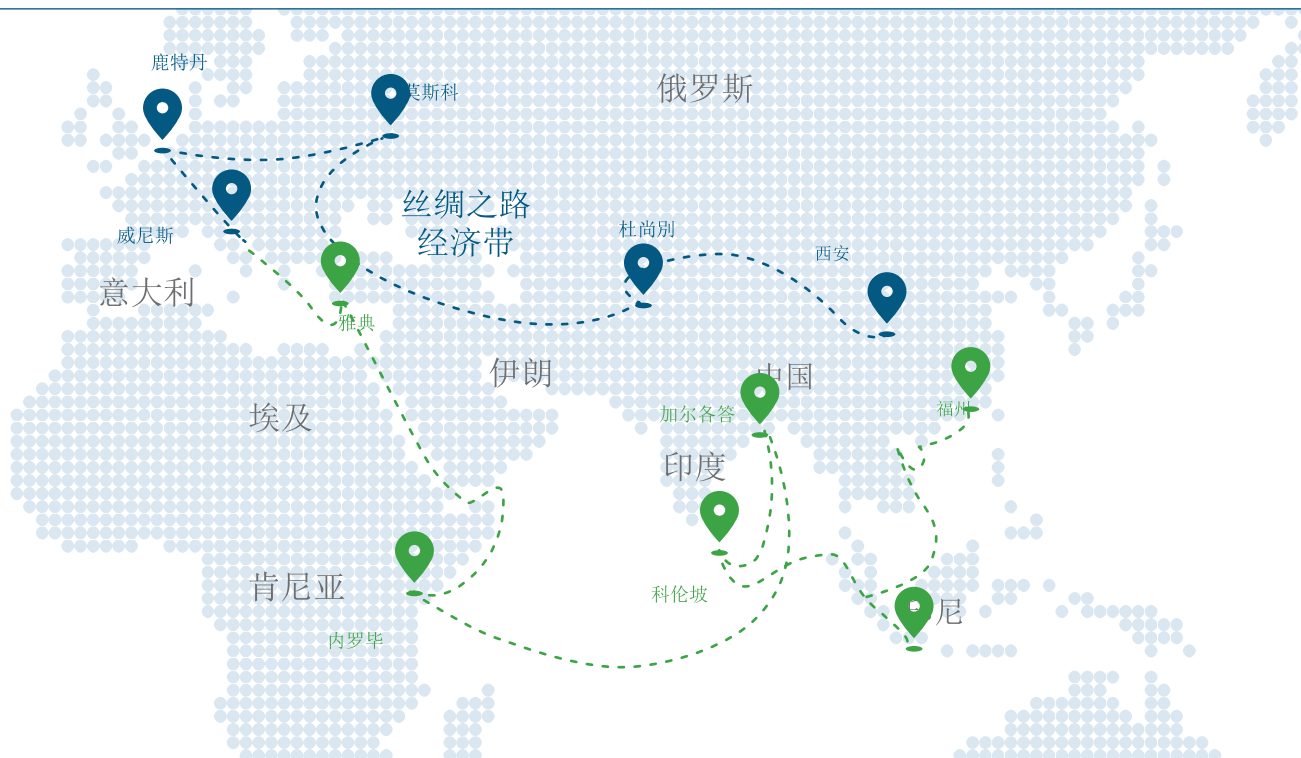 鹿特丹
莫斯科
俄罗斯
丝绸之路
经济带
威尼斯
杜尚別
西安
意大利
雅典
伊朗
中国
加尔各答
福州
埃及
印度
肯尼亚
科伦坡
尼
内罗毕